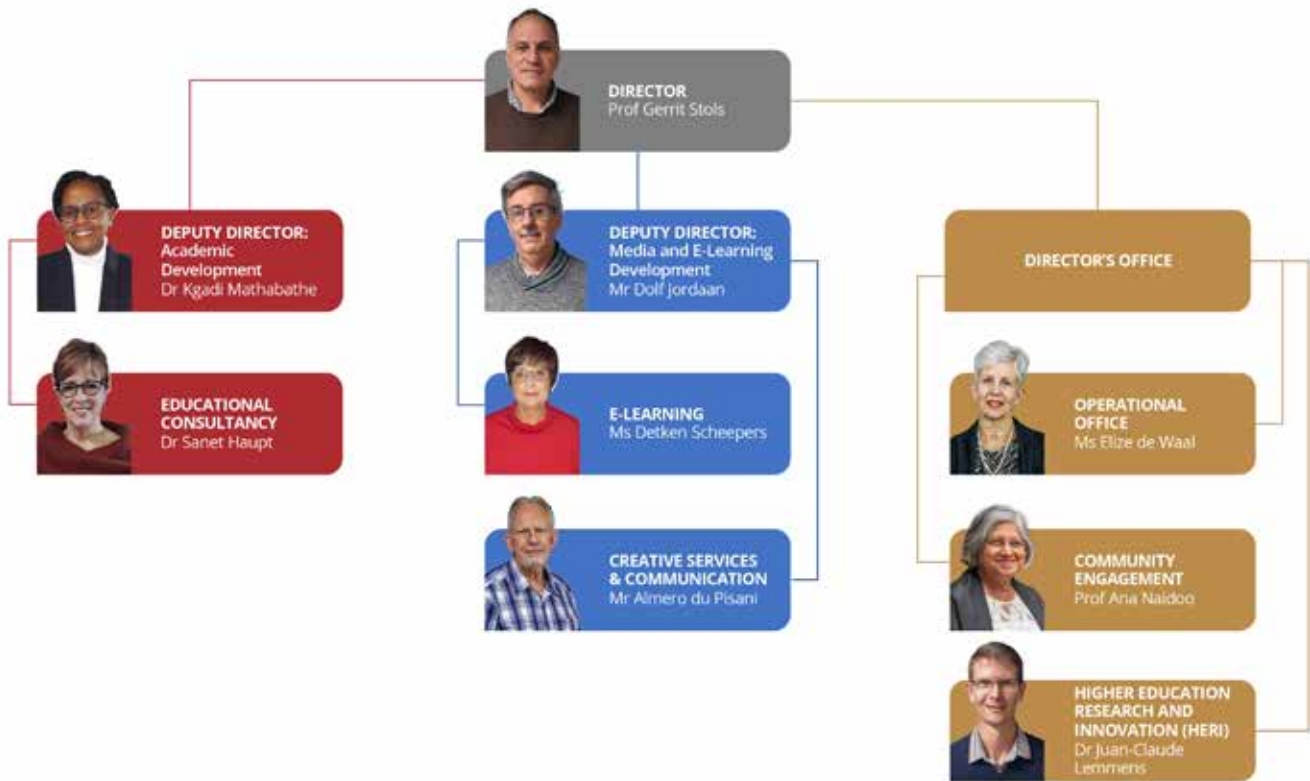 DIRECTOR
Prof Gerrit Stols
DEPUTY DIRECTOR:
Academic
Development
Dr Kgadi Mathabathe
DEPUTY DIRECTOR:
Media and E-Learning
Development
Mr Dolf Jordaan
DIRECTOR'S OFFICE
EDUCATIONAL
CONSULTANCY
Dr Sanet Haupt
E-LEARNING
Ms Detken Scheepers
OPERATIONAL
OFFICE
Ms Elize de Waal
CREATIVE SERVICES
& COMMUNICATION
Mr Almero du Pisani
COMMUNITY
ENGAGEMENT
Prof Ana Naidoo
HIGHER EDUCATION
RESEARCH AND
INNOVATION (HERI)
Dr Juan-Claude
Lemmens